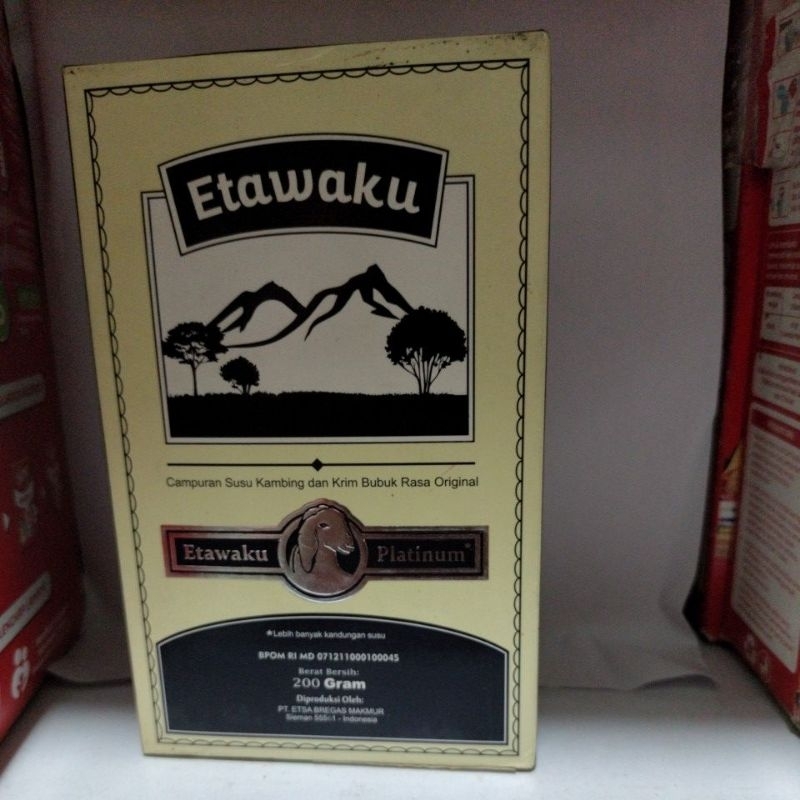 Etawaku
Campuran Susu Kambing dan Krim Bubuk Rasa Original
Etawaku Platinum*
*Lebih banyak kandungan susu
BPOM RI MD 071211000100045
Berat Bersih:
200 Gram
Diproduksi Oleh:
PT. ETSA BREGAS MAKMUR
Sleman - Indonesia